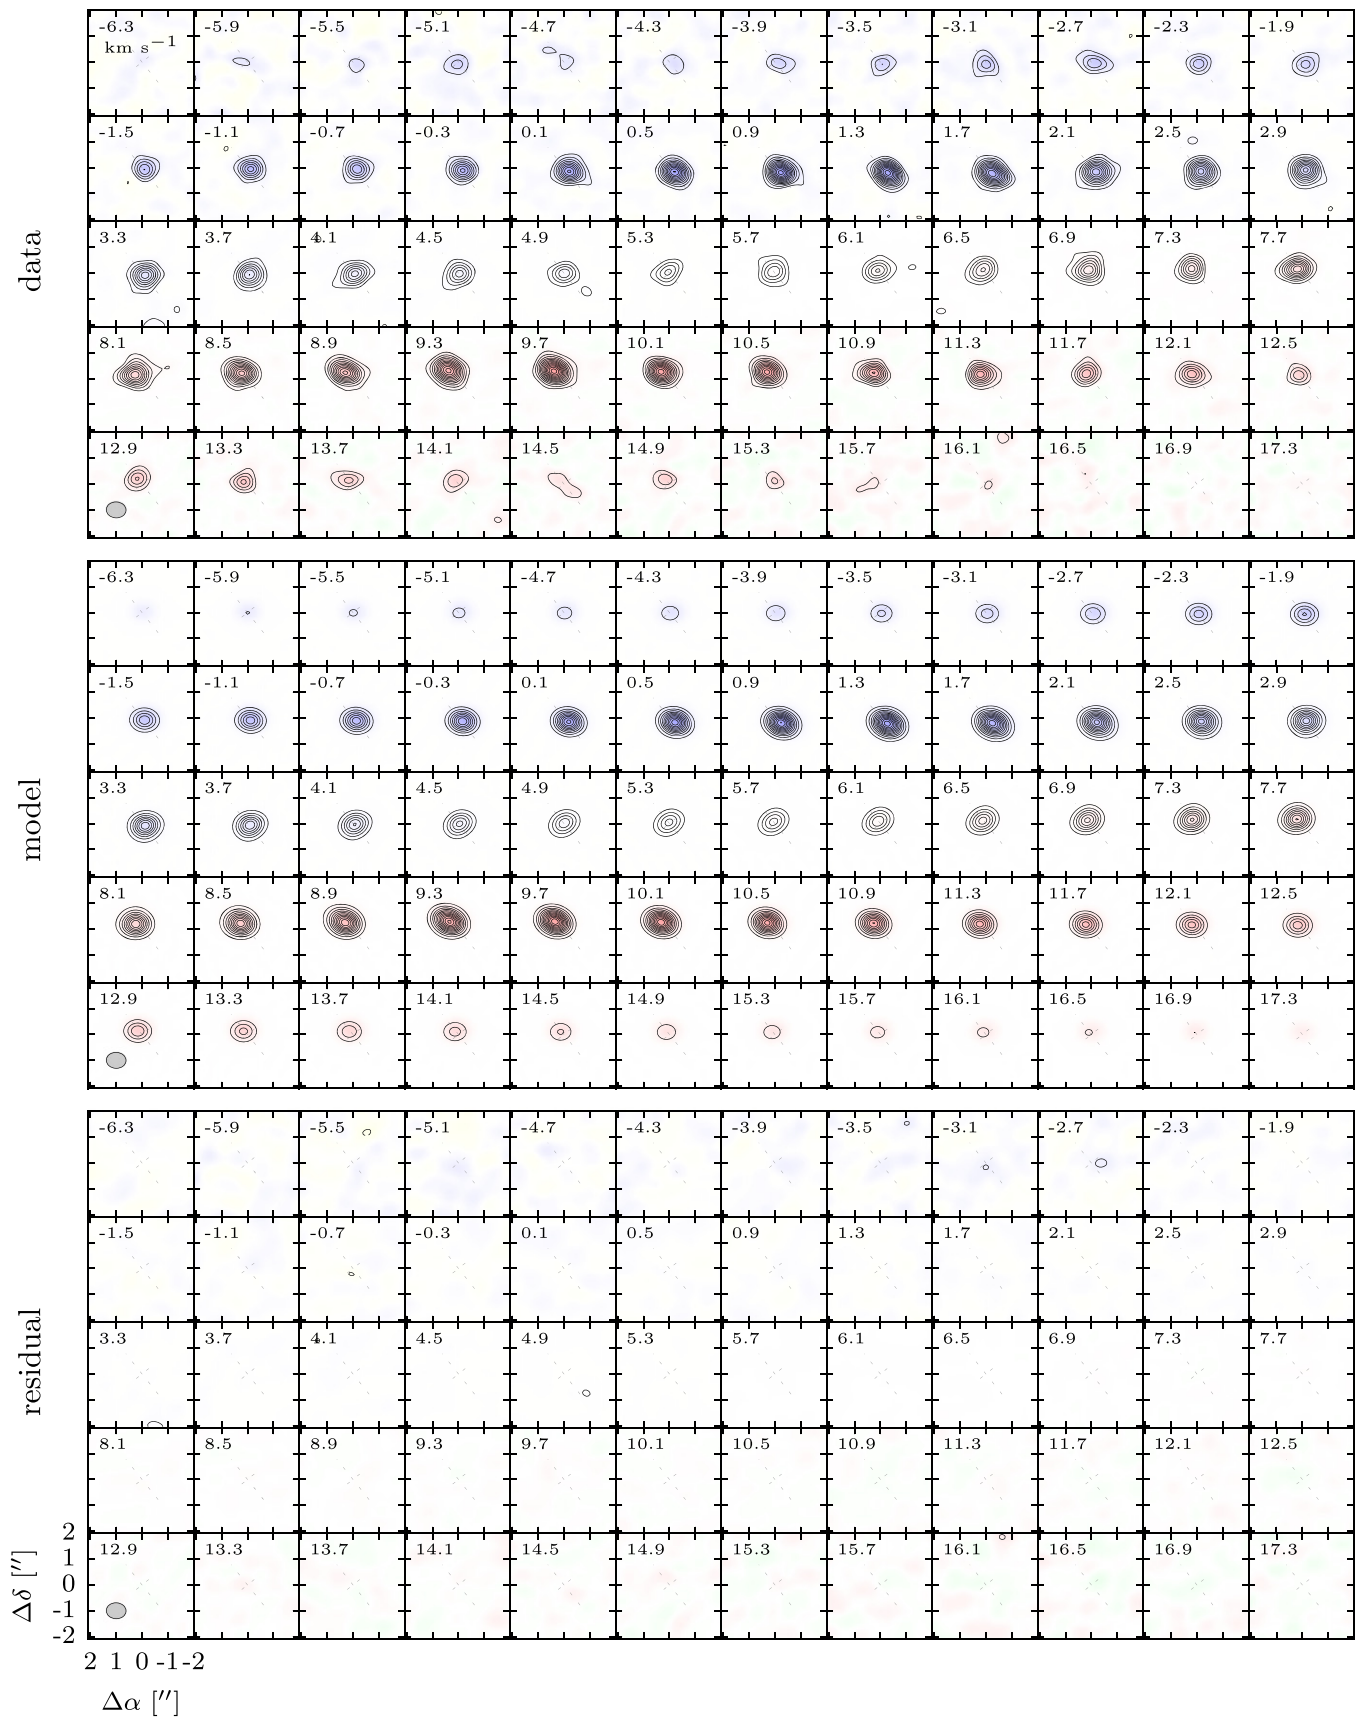 -6.3 -5.9 -5.5 -5.1 -4.7 -4.3 -3.9 -3.5 -3.1 -2.7 -2.3 -1.9
km s⁻¹
-1.5 -1.1 -0.7 -0.3 0.1 0.5 0.9 1.3 1.7 2.1 2.5 2.9
data
3.3 3.7 4.1 4.5 4.9 5.3 5.7 6.1 6.5 6.9 7.3 7.7
8.1 8.5 8.9 9.3 9.7 10.1 10.5 10.9 11.3 11.7 12.1 12.5
12.9 13.3 13.7 14.1 14.5 14.9 15.3 15.7 16.1 16.5 16.9 17.3
-6.3 -5.9 -5.5 -5.1 -4.7 -4.3 -3.9 -3.5 -3.1 -2.7 -2.3 -1.9
-1.5 -1.1 -0.7 -0.3 0.1 0.5 0.9 1.3 1.7 2.1 2.5 2.9
model
3.3 3.7 4.1 4.5 4.9 5.3 5.7 6.1 6.5 6.9 7.3 7.7
8.1 8.5 8.9 9.3 9.7 10.1 10.5 10.9 11.3 11.7 12.1 12.5
12.9 13.3 13.7 14.1 14.5 14.9 15.3 15.7 16.1 16.5 16.9 17.3
-6.3 -5.9 -5.5 -5.1 -4.7 -4.3 -3.9 -3.5 -3.1 -2.7 -2.3 -1.9
-1.5 -1.1 -0.7 -0.3 0.1 0.5 0.9 1.3 1.7 2.1 2.5 2.9
residual
3.3 3.7 4.1 4.5 4.9 5.3 5.7 6.1 6.5 6.9 7.3 7.7
8.1 8.5 8.9 9.3 9.7 10.1 10.5 10.9 11.3 11.7 12.1 12.5
12.9 13.3 13.7 14.1 14.5 14.9 15.3 15.7 16.1 16.5 16.9 17.3
Δδ [″]
2
1
0
-1
-2
2 1 0 -1 -2
Δα [″]